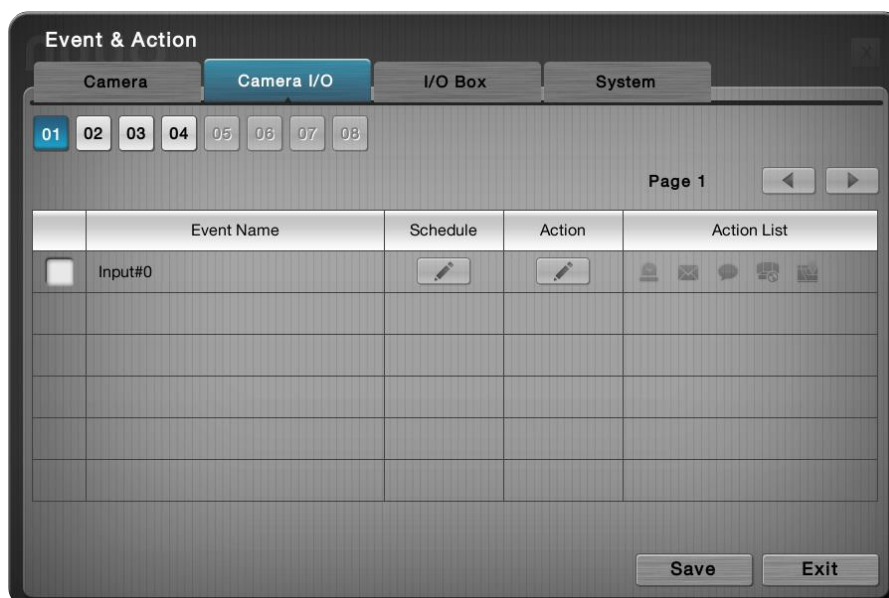 Event & Action
Camera Camera I/O I/O Box System
01 02 03 04 05 06 07 08
Page 1
Event Name Schedule Action Action List
Input#0
Save Exit